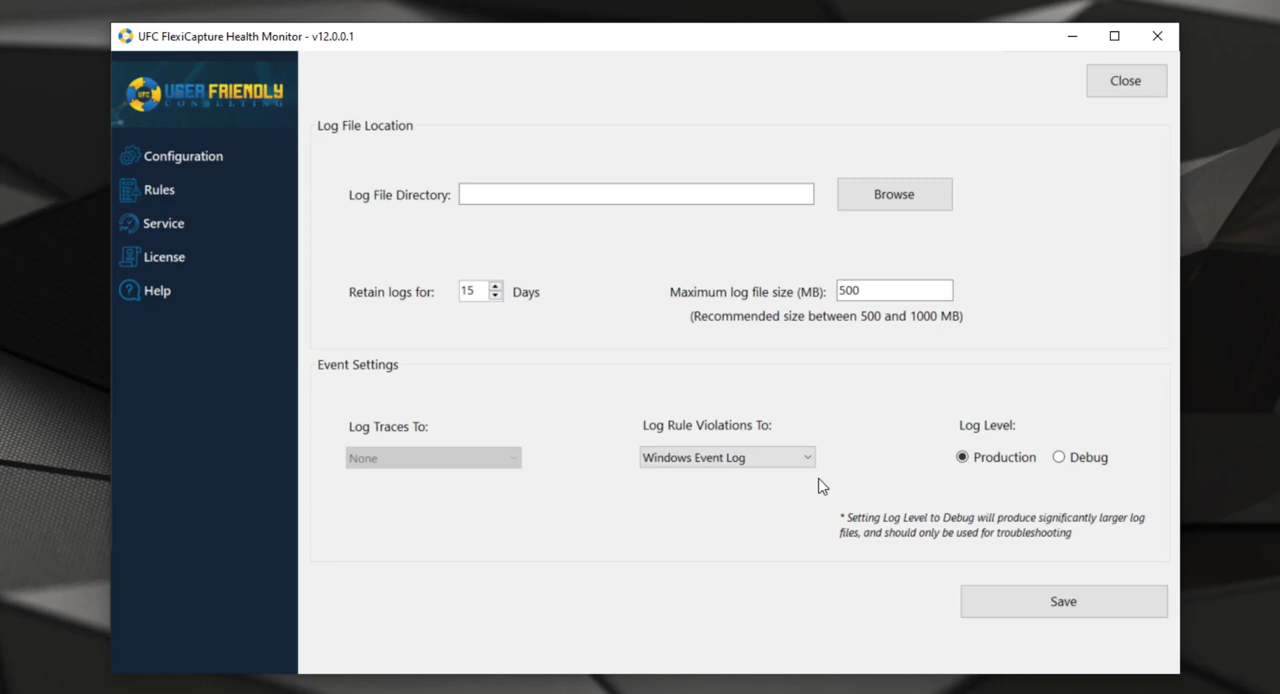 UFC FlexiCapture Health Monitor - v12.0.0.1
UFC
USER FRIENDLY
CONSULTING
Configuration
Rules
Service
License
Help
Close
Log File Location
Log File Directory:
Browse
Retain logs for:
15
Days
Maximum log file size (MB):
500
(Recommended size between 500 and 1000 MB)
Event Settings
Log Traces To:
None
Log Rule Violations To:
Windows Event Log
Log Level:
Production
Debug
* Setting Log Level to Debug will produce significantly larger log
files, and should only be used for troubleshooting
Save